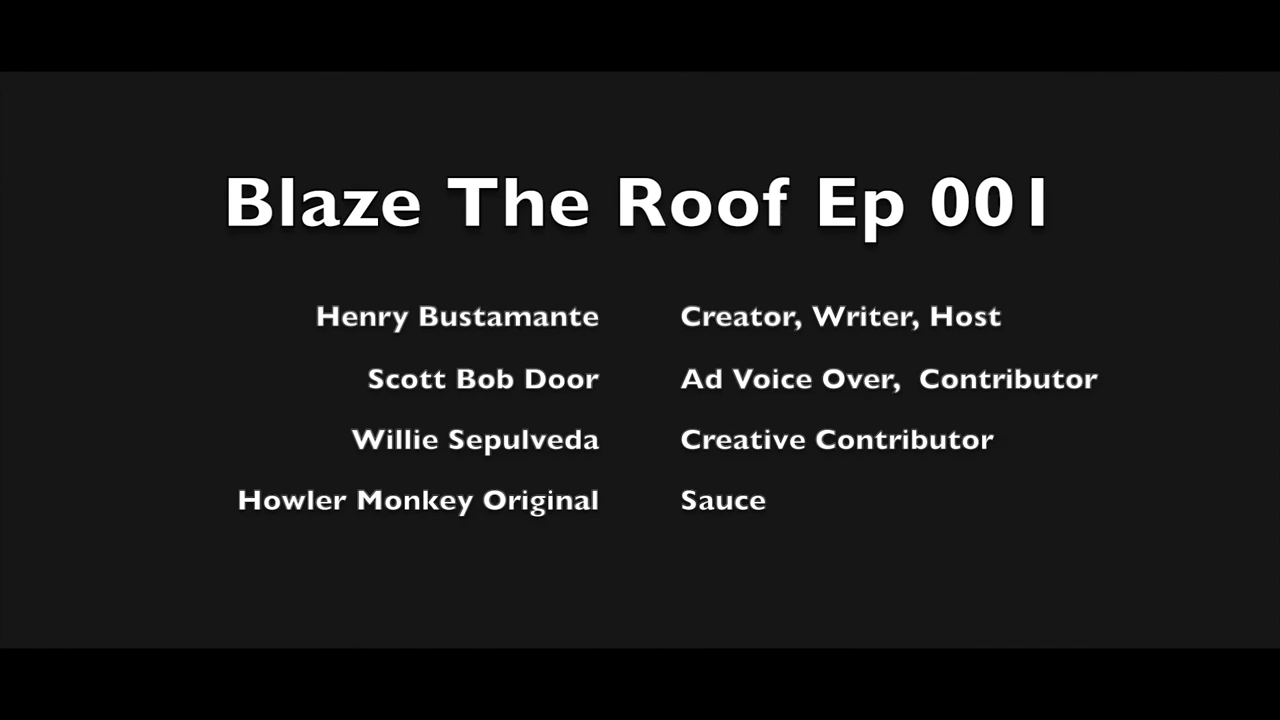 Blaze The Roof Ep 001
Henry Bustamante Creator, Writer, Host
Scott Bob Door Ad Voice Over,  Contributor
Willie Sepulveda Creative Contributor
Howler Monkey Original Sauce